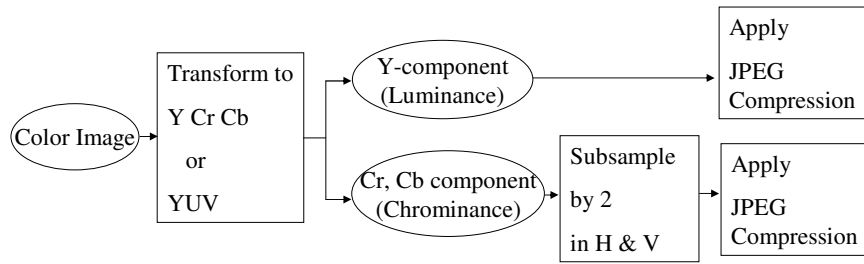 Color Image
Transform to
Y Cr Cb
or
YUV
Y-component
(Luminance)
Apply
JPEG
Compression
Cr, Cb component
(Chrominance)
Subsample
by 2
in H & V
Apply
JPEG
Compression